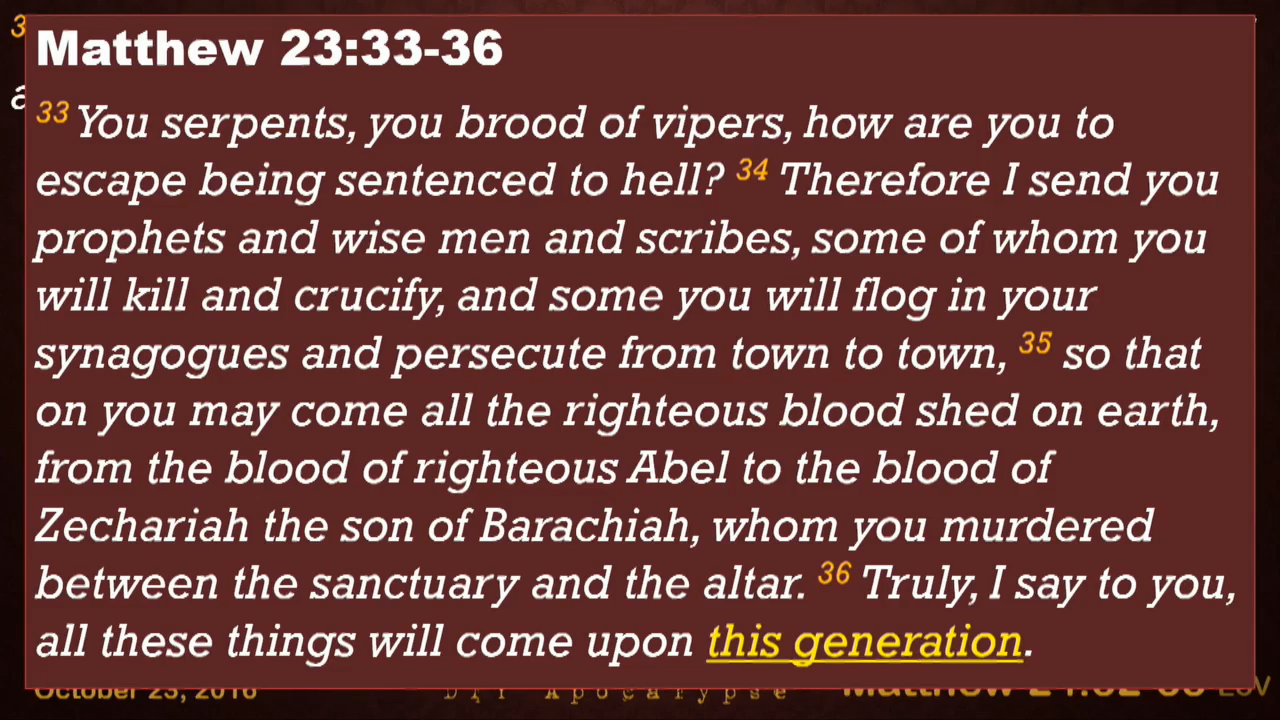 Matthew 23:33-36
33 You serpents, you brood of vipers, how are you to
escape being sentenced to hell? 34 Therefore I send you
prophets and wise men and scribes, some of whom you
will kill and crucify, and some you will flog in your
synagogues and persecute from town to town, 35 so that
on you may come all the righteous blood shed on earth,
from the blood of righteous Abel to the blood of
Zechariah the son of Barachiah, whom you murdered
between the sanctuary and the altar. 36 Truly, I say to you,
all these things will come upon this generation.
October 23, 2016 Apocalypse Matthew ESV